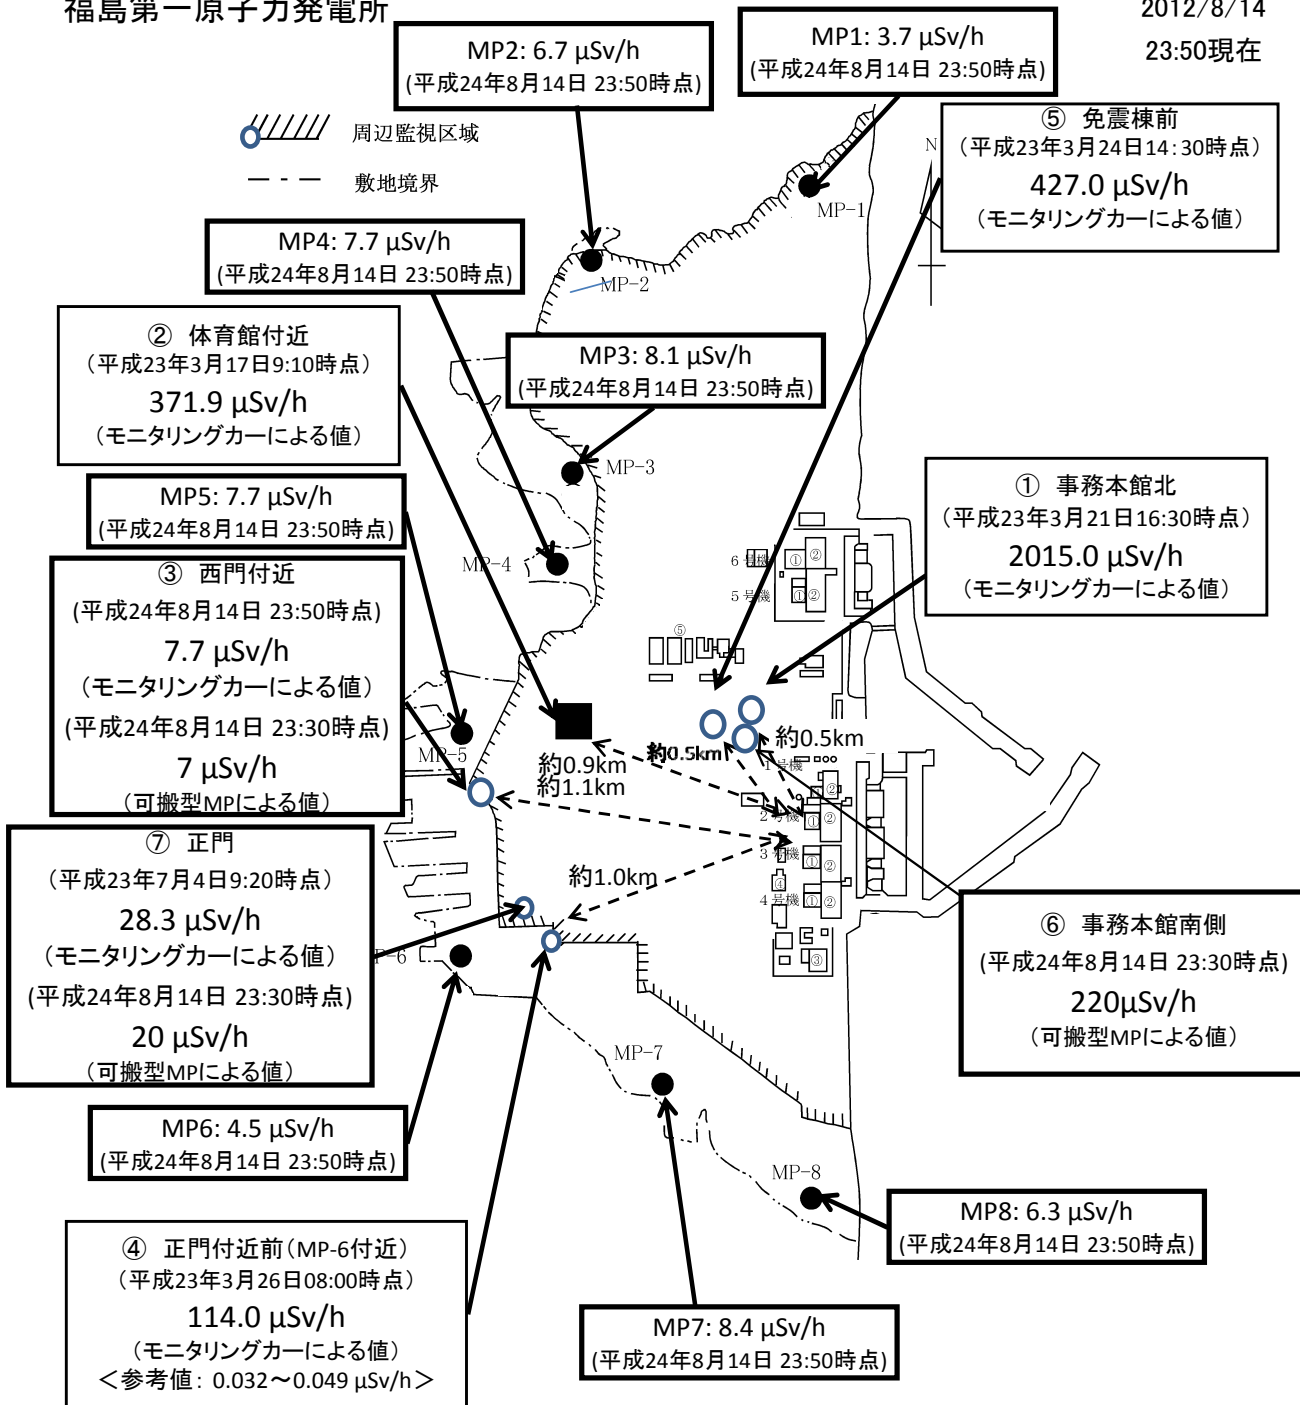 福島第一原子力発電所
2012/8/14
23:50現在
MP2: 6.7 μSv/h
(平成24年8月14日 23:50時点)
MP1: 3.7 μSv/h
(平成24年8月14日 23:50時点)
周辺監視区域
敷地境界
⑤ 免震棟前
(平成23年3月24日14:30時点)
427.0 μSv/h
(モニタリングカーによる値)
N
MP-1
MP4: 7.7 μSv/h
(平成24年8月14日 23:50時点)
MP-2
② 体育館付近
(平成23年3月17日9:10時点)
371.9 μSv/h
(モニタリングカーによる値)
MP3: 8.1 μSv/h
(平成24年8月14日 23:50時点)
MP-3
MP5: 7.7 μSv/h
(平成24年8月14日 23:50時点)
① 事務本館北
(平成23年3月21日16:30時点)
2015.0 μSv/h
(モニタリングカーによる値)
MP-4
③ 西門付近
(平成24年8月14日 23:50時点)
7.7 μSv/h
(モニタリングカーによる値)
(平成24年8月14日 23:30時点)
7 μSv/h
(可搬型MPによる値)
6号機
① ②
5号機
① ②
⑤
MP-5
約0.9km
約1.1km
約0.5km
約0.5km
1号機
②
2号機
① ②
3号機
① ②
④
4号機
① ②
③
約1.0km
⑦ 正門
(平成23年7月4日9:20時点)
28.3 μSv/h
(モニタリングカーによる値)
(平成24年8月14日 23:30時点)
20 μSv/h
(可搬型MPによる値)
P-6
⑥ 事務本館南側
(平成24年8月14日 23:30時点)
220μSv/h
(可搬型MPによる値)
MP-7
MP6: 4.5 μSv/h
(平成24年8月14日 23:50時点)
MP-8
MP8: 6.3 μSv/h
(平成24年8月14日 23:50時点)
④ 正門付近前(MP-6付近)
(平成23年3月26日08:00時点)
114.0 μSv/h
(モニタリングカーによる値)
＜参考値: 0.032～0.049 μSv/h＞
MP7: 8.4 μSv/h
(平成24年8月14日 23:50時点)